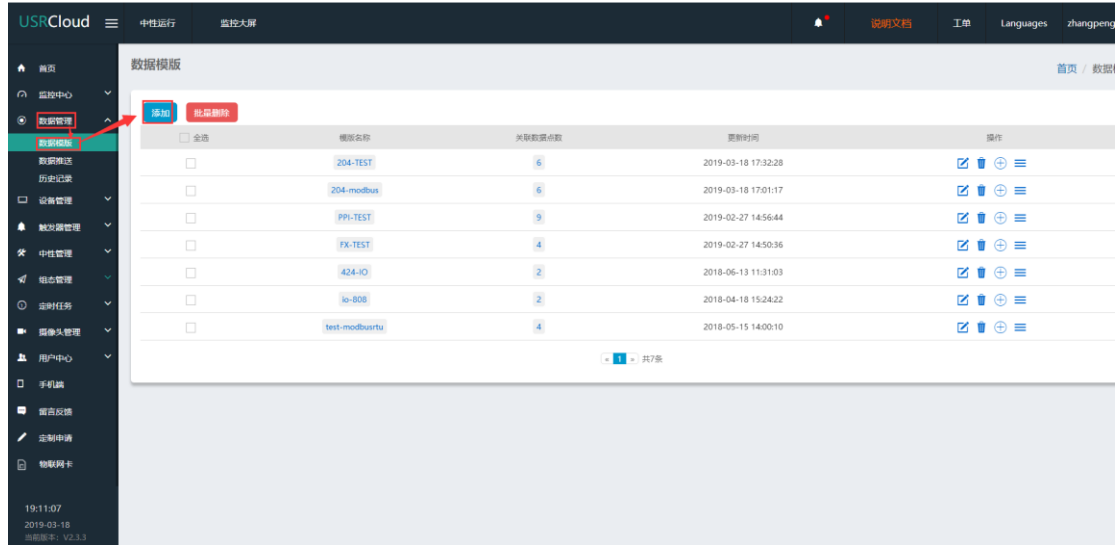 USRCloud 中性运行 监控大屏 说明文档 工单 Languages zhangpeng
首页
监控中心
数据管理
数据模版
数据推送
历史记录
设备管理
触发器管理
中性管理
组态管理
定时任务
摄像头管理
用户中心
手机端
留言反馈
定制申请
物联网卡
19:11:07
2019-03-18
当前版本: V2.3.3
数据模版 首页 / 数据
添加 批量删除
全选 模版名称 关联数据点数 更新时间 操作
204-TEST 6 2019-03-18 17:32:28
204-modbus 6 2019-03-18 17:01:17
PPI-TEST 9 2019-02-27 14:56:44
FX-TEST 4 2019-02-27 14:50:36
424-IO 2 2018-06-13 11:31:03
io-808 2 2018-04-18 15:24:22
test-modbusrtu 4 2018-05-15 14:00:10
« 1 » 共7条